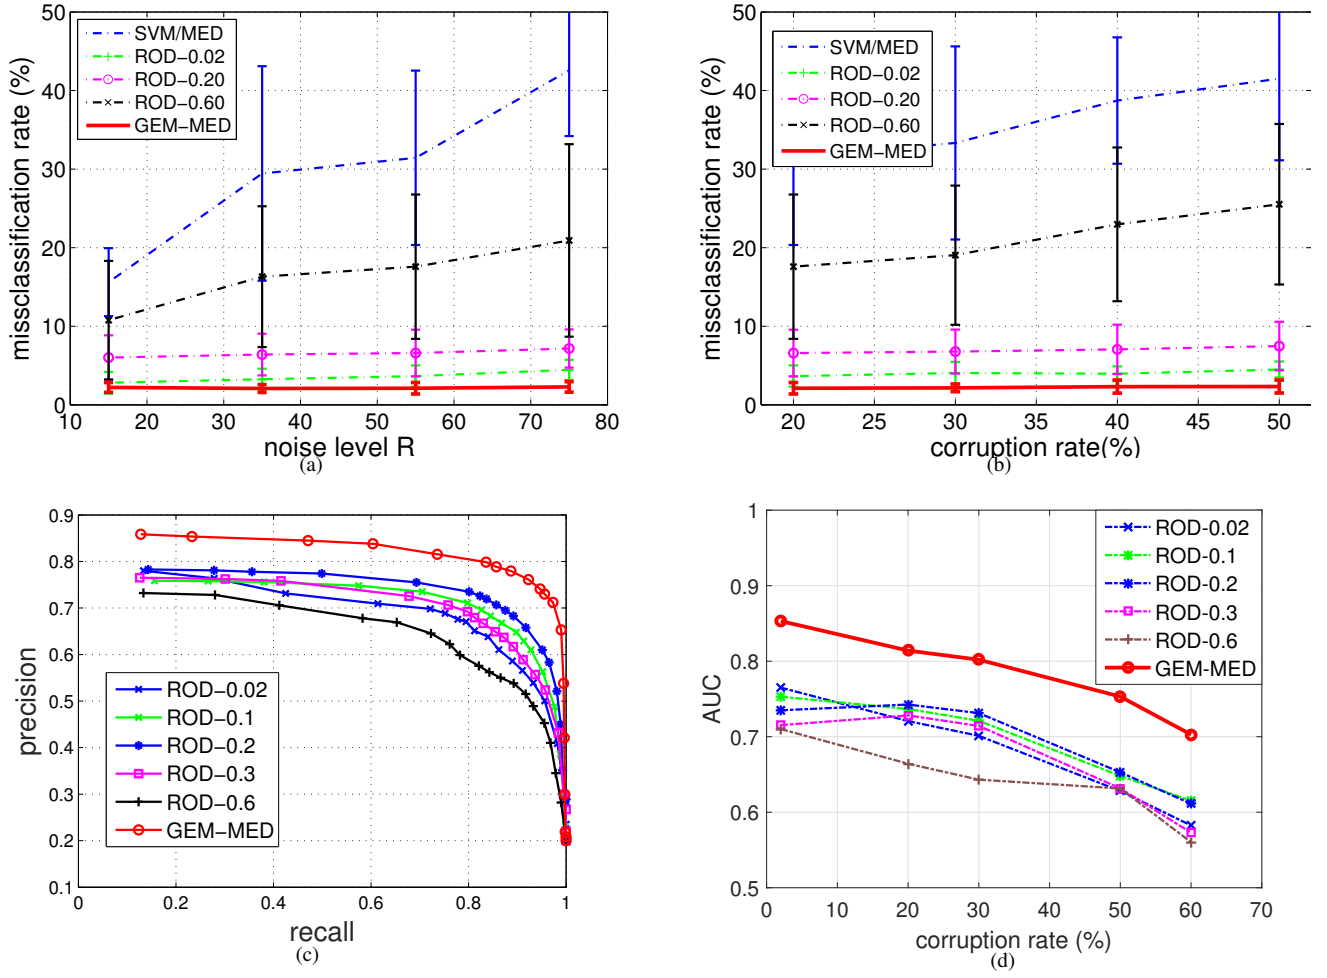 50
40
30
20
10
0
missclassification rate (%)
SVM/MED
ROD−0.02
ROD−0.20
ROD−0.60
GEM−MED
10 20 30 40 50 60 70 80
noise level R
(a)
50
40
30
20
10
0
missclassification rate (%)
SVM/MED
ROD−0.02
ROD−0.20
ROD−0.60
GEM−MED
20 25 30 35 40 45 50
corruption rate(%)
(b)
0.9
0.8
0.7
0.6
0.5
0.4
0.3
0.2
0.1
precision
ROD−0.02
ROD−0.1
ROD−0.2
ROD−0.3
ROD−0.6
GEM−MED
0 0.2 0.4 0.6 0.8 1
recall
(c)
1
0.9
0.8
0.7
0.6
0.5
AUC
ROD-0.02
ROD-0.1
ROD-0.2
ROD-0.3
ROD-0.6
GEM-MED
0 10 20 30 40 50 60 70
corruption rate (%)
(d)